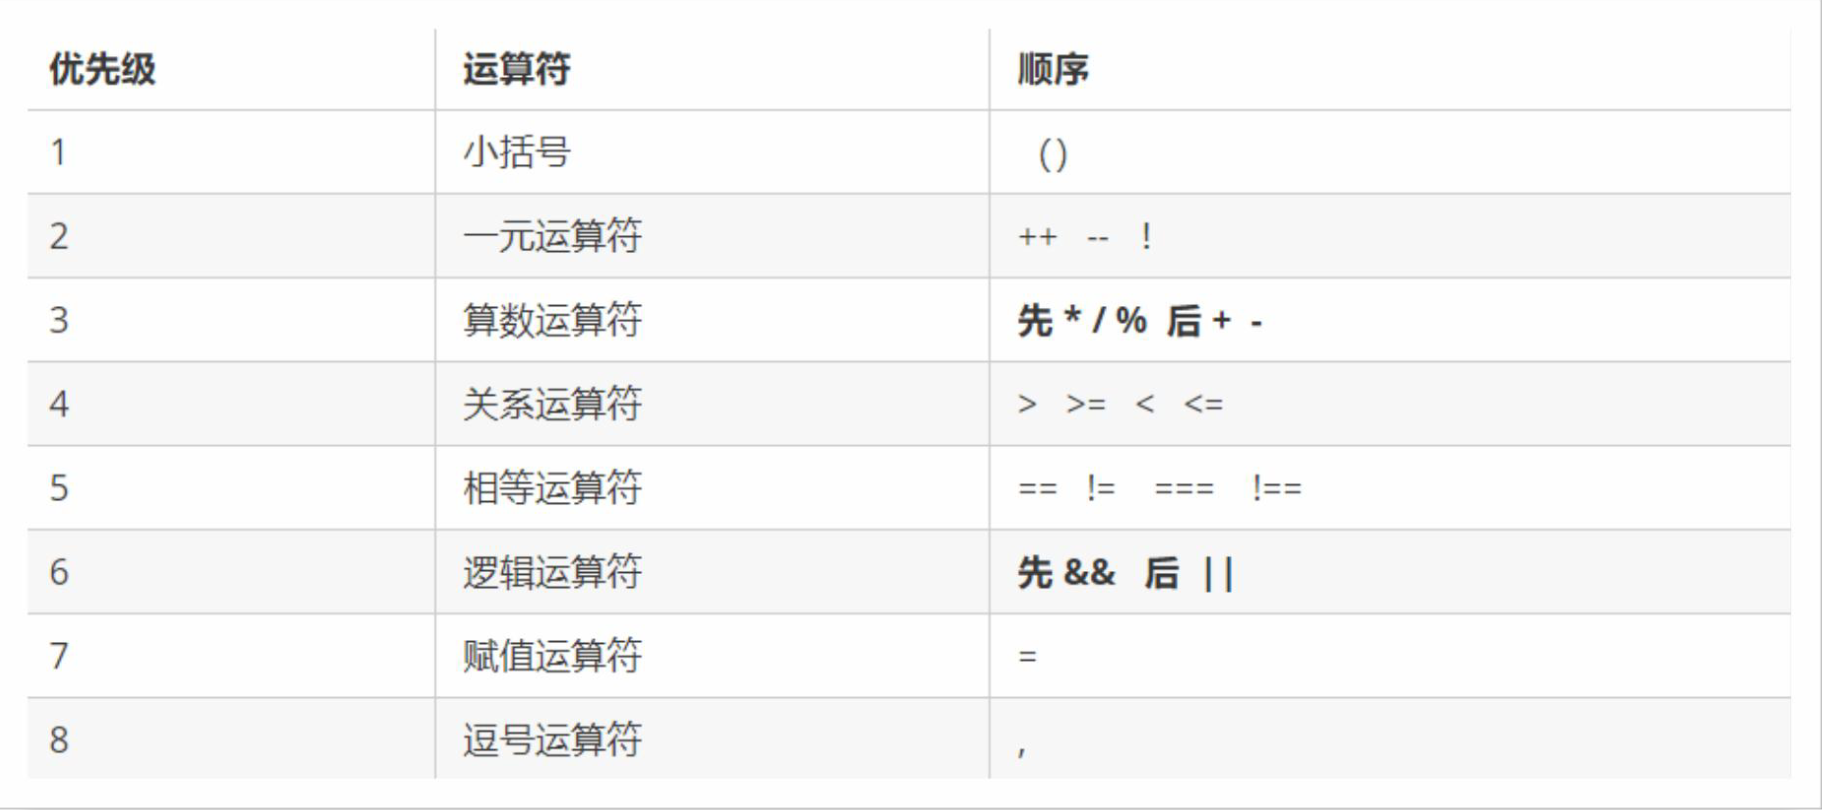 优先级 运算符 顺序
1 小括号 ()
2 一元运算符 ++ -- !
3 算数运算符 先 * / % 后 + -
4 关系运算符 > >= < <=
5 相等运算符 == != === !==
6 逻辑运算符 先 && 后 ||
7 赋值运算符 =
8 逗号运算符 ,